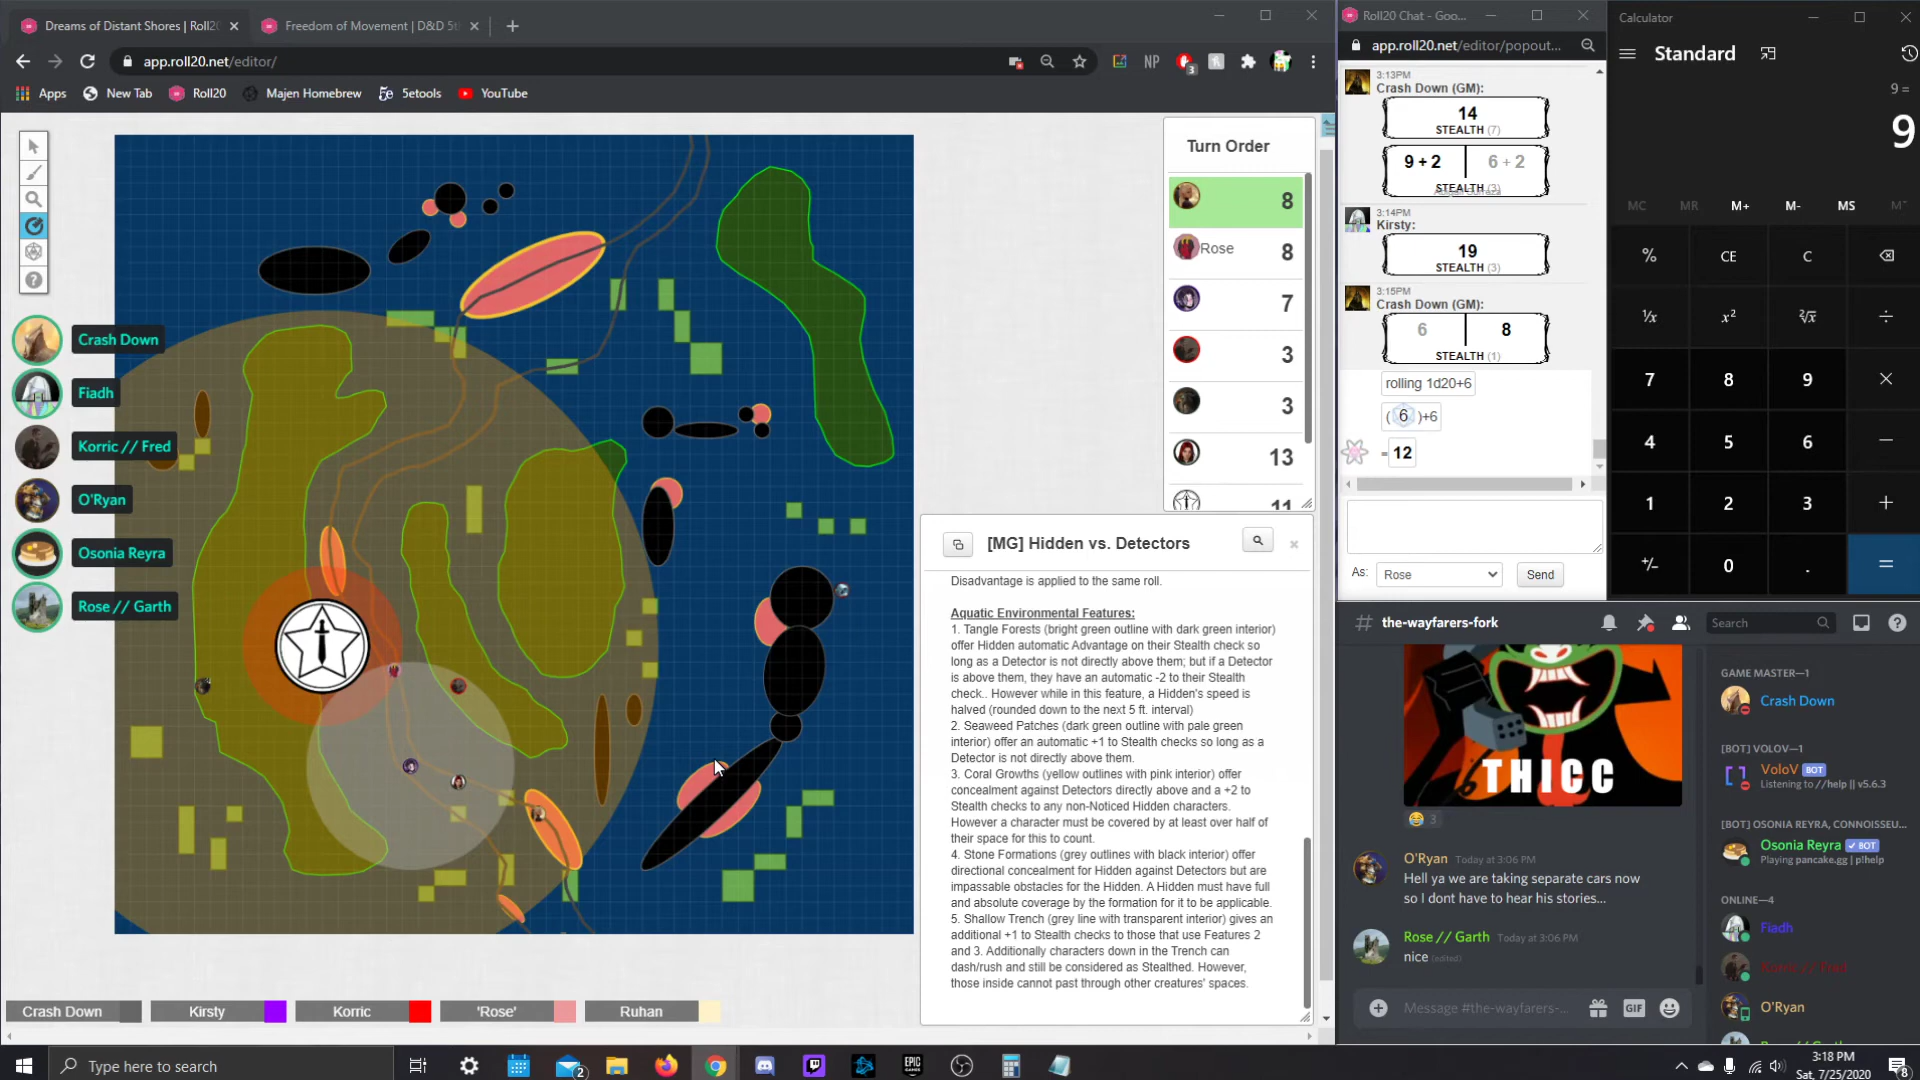 Dreams of Distant Shores | Roll2
Freedom of Movement | D&D 5t
app.roll20.net/editor/
NP
3
Apps
New Tab
Roll20
Majen Homebrew
5e
5etools
YouTube
Crash Down
Fiadh
Korric // Fred
O'Ryan
Osonia Reyra
Rose // Garth
Turn Order
8
Rose
8
7
3
3
13
11
[MG] Hidden vs. Detectors
Disadvantage is applied to the same roll.
Aquatic Environmental Features:
1. Tangle Forests (bright green outline with dark green interior)
offer Hidden automatic Advantage on their Stealth check so
long as a Detector is not directly above them; but if a Detector
is above them, they have an automatic -2 to their Stealth
check.. However while in this feature, a Hidden's speed is
halved (rounded down to the next 5 ft. interval)
2. Seaweed Patches (dark green outline with pale green
interior) offer an automatic +1 to Stealth checks so long as a
Detector is not directly above them.
3. Coral Growths (yellow outlines with pink interior) offer
concealment against Detectors directly above and a +2 to
Stealth checks to any non-Noticed Hidden characters.
However a character must be covered by at least over half of
their space for this to count.
4. Stone Formations (grey outlines with black interior) offer
directional concealment for Hidden against Detectors but are
impassable obstacles for the Hidden. A Hidden must have full
and absolute coverage by the formation for it to be applicable.
5. Shallow Trench (grey line with transparent interior) gives an
additional +1 to Stealth checks to those that use Features 2
and 3. Additionally characters down in the Trench can
dash/rush and still be considered as Stealthed. However,
those inside cannot past through other creatures' spaces.
Crash Down
Kirsty
Korric
'Rose'
Ruhan
Roll20 Chat - Goo...
app.roll20.net/editor/popout...
3:13PM
Crash Down (GM):
14
STEALTH (7)
9 + 2
6 + 2
STEALTH (3)
3:14PM
Kirsty:
19
STEALTH (3)
3:15PM
Crash Down (GM):
6
8
STEALTH (1)
rolling 1d20+6
(6)+6
=12
As:
Rose
Send
Calculator
Standard
9 =
9
MC
MR
M+
M-
MS
M˅
%
CE
C
⅟x
x²
²√x
÷
7
8
9
×
4
5
6
−
1
2
3
+
+/-
0
.
=
# the-wayfarers-fork
Search
THICC
3
O'Ryan Today at 3:06 PM
Hell ya we are taking separate cars now
so I dont have to hear his stories...
Rose // Garth Today at 3:06 PM
nice (edited)
Message #the-wayfarers-...
GIF
GAME MASTER—1
Crash Down
[BOT] VOLOV—1
VoloV BOT
Listening to //help || v5.6.3
[BOT] OSONIA REYRA, CONNOISSEU...
Osonia Reyra ✓ BOT
Playing pancake.gg | p!help
ONLINE—4
Fiadh
Korric // Fred
O'Ryan
Type here to search
2
EPIC
GAMES
3:18 PM
Sat, 7/25/2020
8